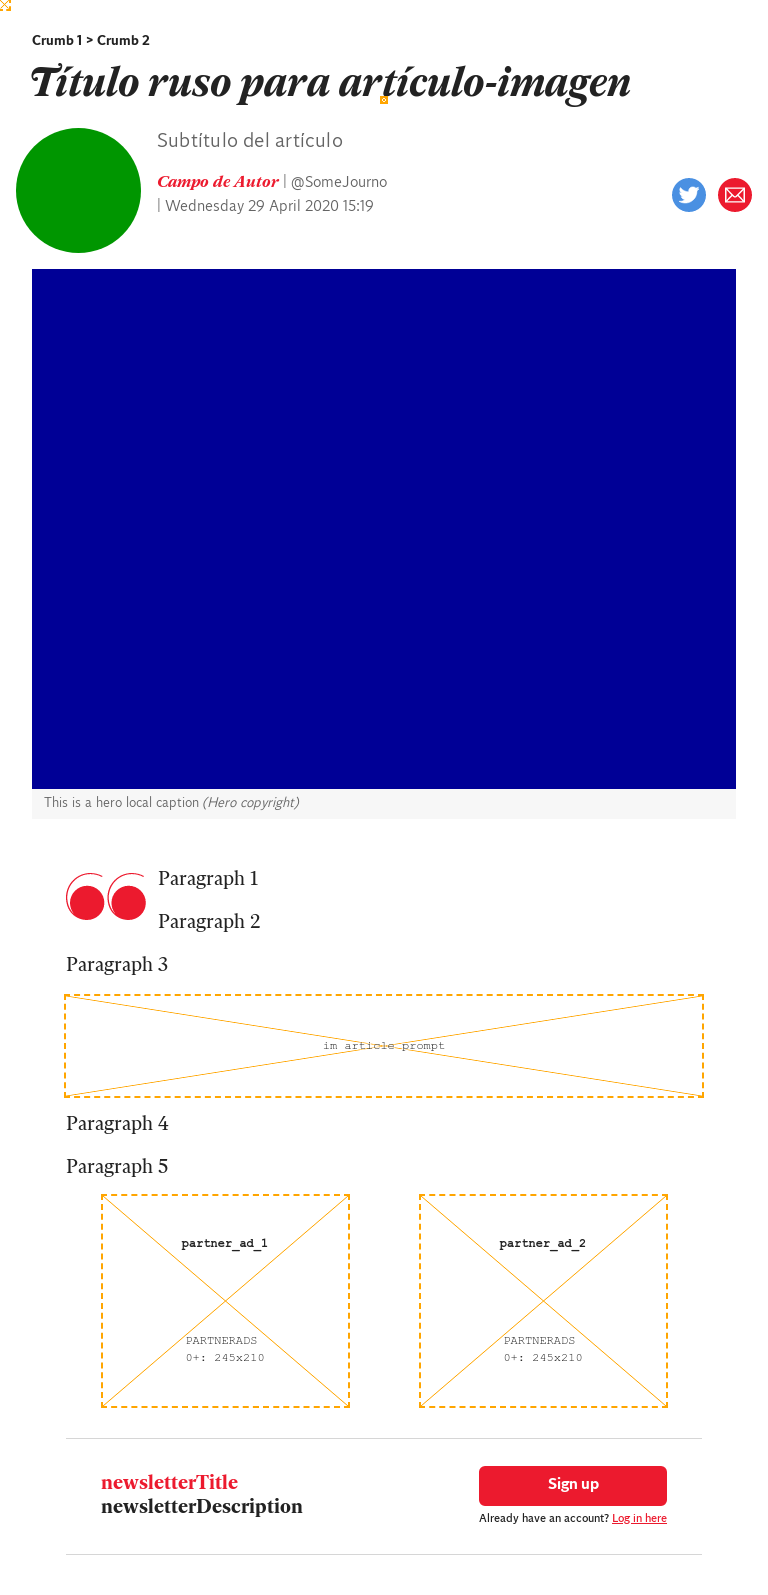 Crumb 1 > Crumb 2
Título ruso para artículo-imagen
Subtítulo del artículo
Campo de Autor | @SomeJourno
| Wednesday 29 April 2020 15:19
This is a hero local caption (Hero copyright)
Paragraph 1
Paragraph 2
Paragraph 3
im article prompt
Paragraph 4
Paragraph 5
partner_ad_1
PARTNERADS
0+: 245x210
partner_ad_2
PARTNERADS
0+: 245x210
newsletterTitle
newsletterDescription
Sign up
Already have an account? Log in here